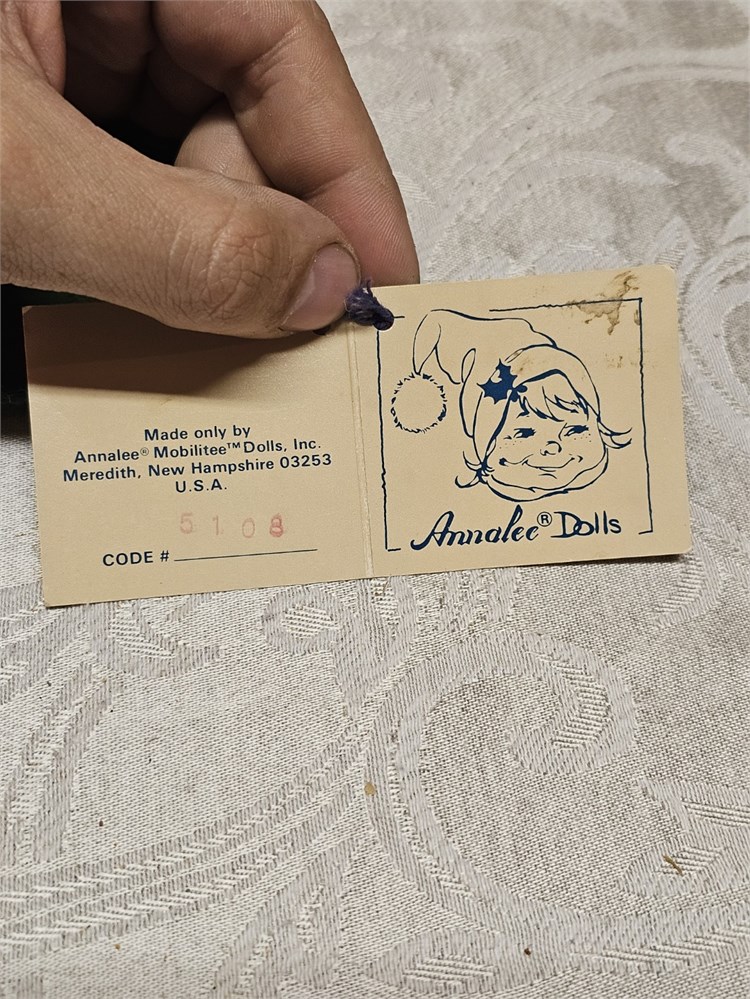 Made only by
Annalee® Mobilitee™ Dolls, Inc.
Meredith, New Hampshire 03253
U.S.A.
5108
CODE #
Annalee® Dolls